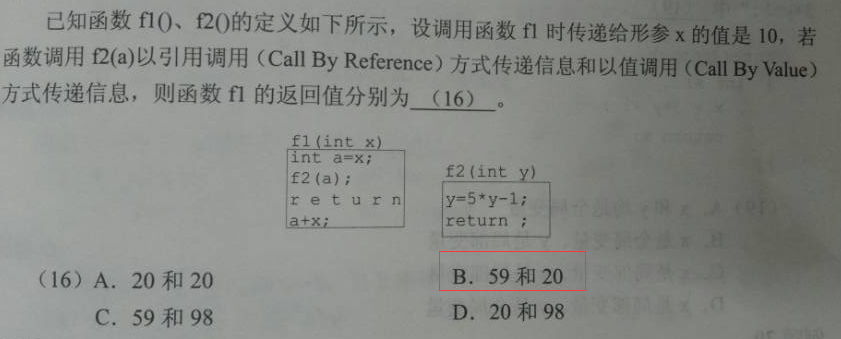 已知函数 f1()、f2()的定义如下所示，设调用函数 f1 时传递给形参 x 的值是 10，若
函数调用 f2(a)以引用调用（Call By Reference）方式传递信息和以值调用（Call By Value）
方式传递信息，则函数 f1 的返回值分别为 （16） 。
f1(int x)
int a=x;
f2(a);
r e t u r n
a+x;
f2(int y)
y=5*y-1;
return ;
（16）A．20 和 20
B．59 和 20
C．59 和 98
D．20 和 98